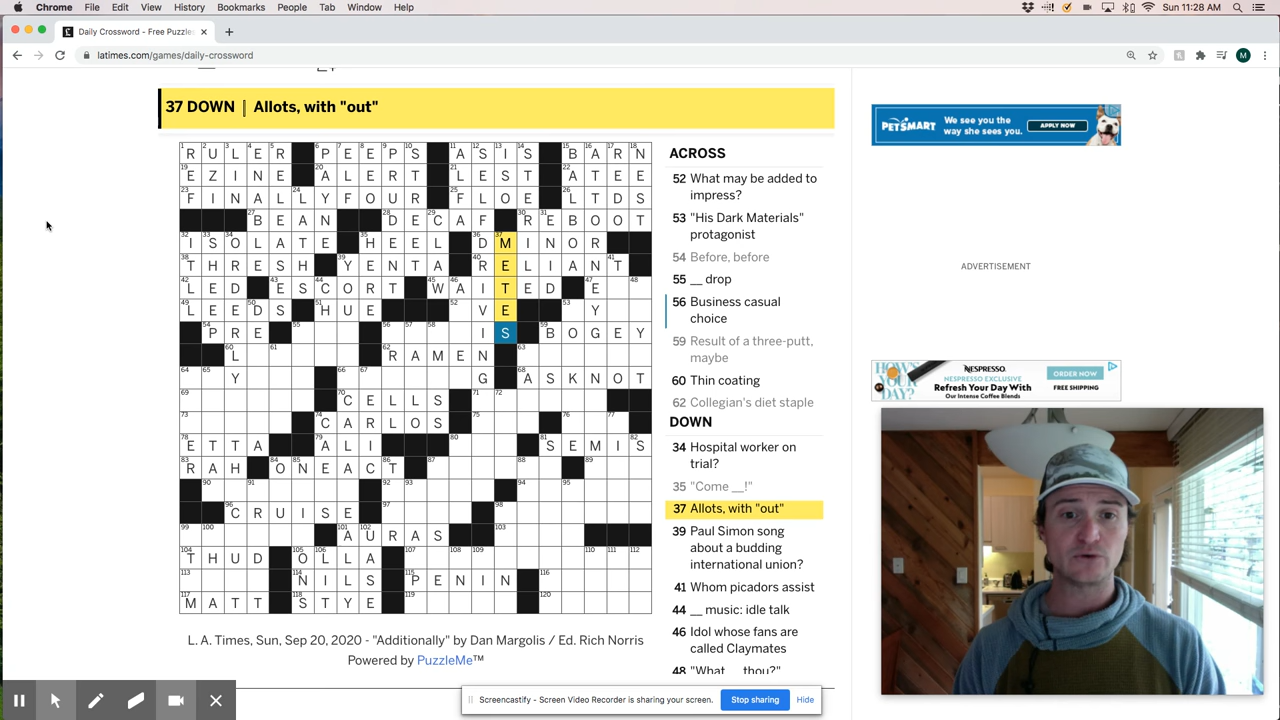 Chrome File Edit View History Bookmarks People Tab Window Help Sun 11:28 AM
Daily Crossword - Free Puzzle
latimes.com/games/daily-crossword
37 DOWN | Allots, with "out"
R U L E R P E E P S A S I S B A R N
E Z I N E A L E R T L E S T A T E E
F I N A L L Y F O U R F L O E L T D S
B E A N D E C A F R E B O O T
I S O L A T E H E E L D M I N O R
T H R E S H Y E N T A R E L I A N T
L E D E S C O R T W A I T E D E
L E E D S H U E V E Y
P R E I S B O G E Y
L R A M E N
Y G A S K N O T
C E L L S
C A R L O S
E T T A A L I S E M I S
R A H O N E A C T
C R U I S E
A U R A S
T H U D O L L A
N I L S P E N I N
M A T T S T Y E
L. A. Times, Sun, Sep 20, 2020 - "Additionally" by Dan Margolis / Ed. Rich Norris
Powered by PuzzleMe™
ACROSS
52 What may be added to
impress?
53 "His Dark Materials"
protagonist
54 Before, before
55 __ drop
56 Business casual
choice
59 Result of a three-putt,
maybe
60 Thin coating
62 Collegian's diet staple
DOWN
34 Hospital worker on
trial?
35 "Come __!"
37 Allots, with "out"
39 Paul Simon song
about a budding
international union?
41 Whom picadors assist
44 __ music: idle talk
46 Idol whose fans are
called Claymates
48 "What __ thou?"
PETSMART
We see you the
way she sees you.
APPLY NOW
ADVERTISEMENT
NESPRESSO.
NESPRESSO EXCLUSIVE
Refresh Your Day With
Our Intense Coffee Blends
ORDER NOW
FREE SHIPPING
Screencastify - Screen Video Recorder is sharing your screen. Stop sharing Hide